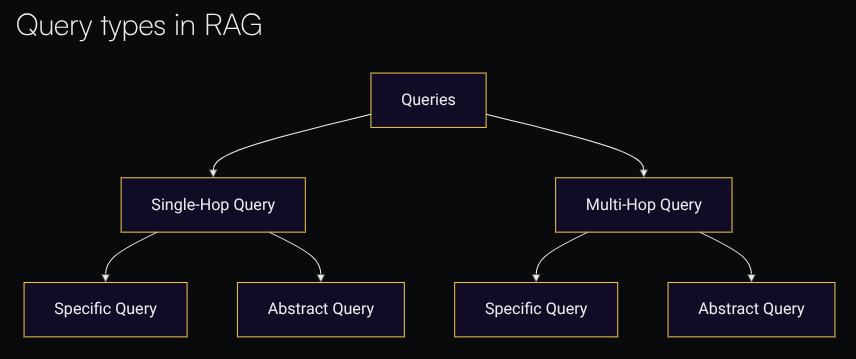 Query types in RAG
Queries
Single-Hop Query
Multi-Hop Query
Specific Query
Abstract Query
Specific Query
Abstract Query